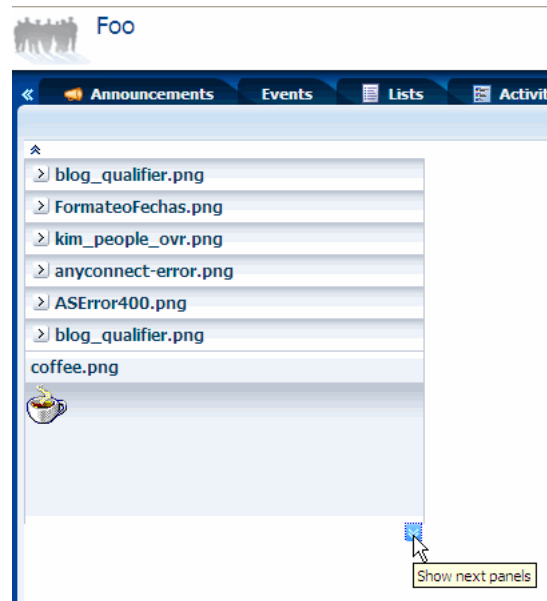 Foo
Announcements Events Lists Activit
blog_qualifier.png
FormateoFechas.png
kim_people_ovr.png
anyconnect-error.png
ASError400.png
blog_qualifier.png
coffee.png
Show next panels